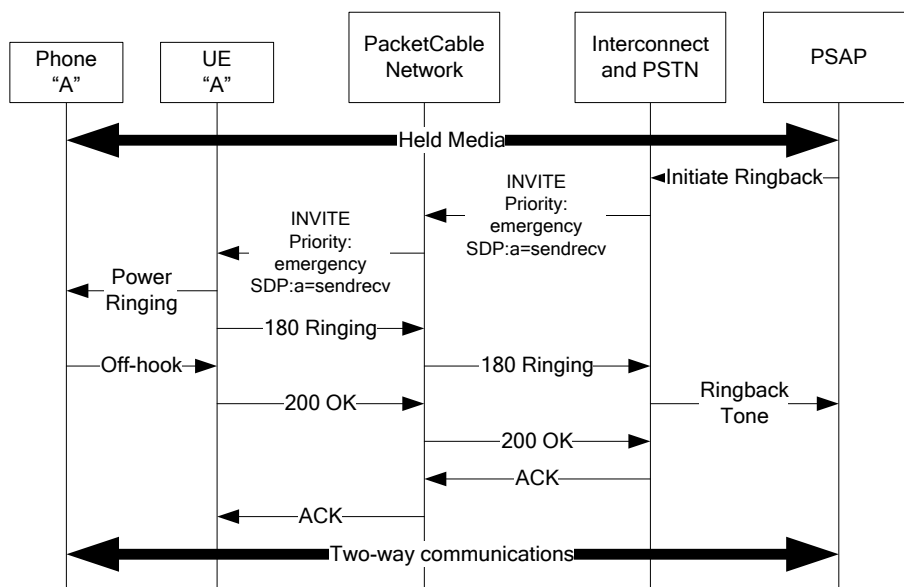 Phone
“A”
UE
“A”
PacketCable
Network
Interconnect
and PSTN
PSAP
Held Media
Initiate Ringback
INVITE
Priority:
emergency
SDP:a=sendrecv
INVITE
Priority:
emergency
SDP:a=sendrecv
Power
Ringing
180 Ringing
Off-hook
180 Ringing
200 OK
Ringback
Tone
200 OK
ACK
ACK
Two-way communications